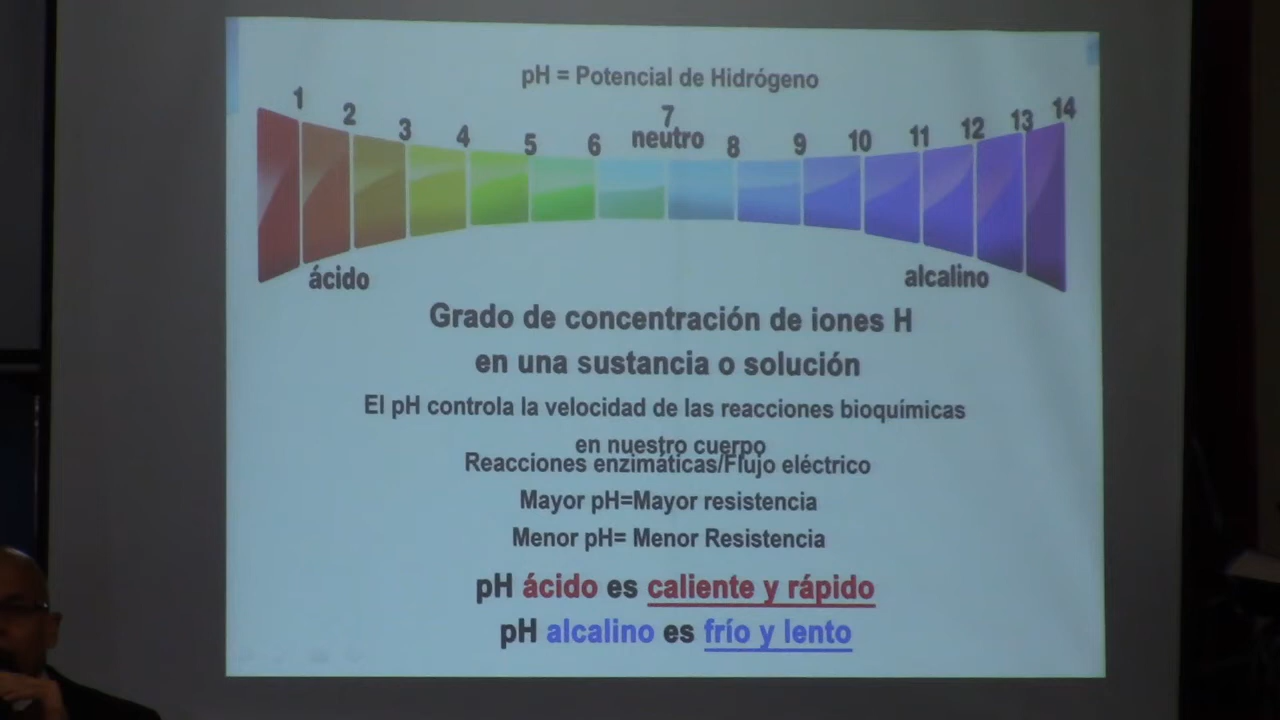 pH = Potencial de Hidrógeno
1 2 3 4 5 6 7 8 9 10 11 12 13 14
neutro
ácido alcalino
Grado de concentración de iones H
en una sustancia o solución
El pH controla la velocidad de las reacciones bioquímicas
en nuestro cuerpo
Reacciones enzimáticas/Flujo eléctrico
Mayor pH=Mayor resistencia
Menor pH= Menor Resistencia
pH ácido es caliente y rápido
pH alcalino es frío y lento